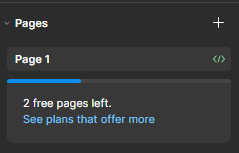 Pages
Page 1
2 free pages left.
See plans that offer more